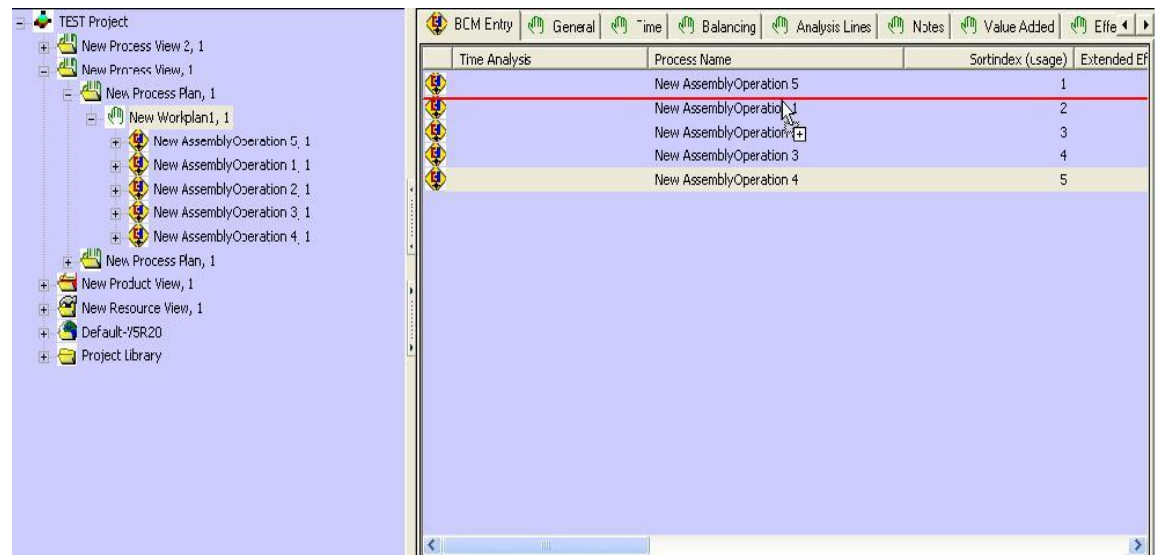 TEST Project
New Process View 2, 1
New Process View, 1
New Process Plan, 1
New Workplan1, 1
New AssemblyOperation 5, 1
New AssemblyOperation 1, 1
New AssemblyOperation 2, 1
New AssemblyOperation 3, 1
New AssemblyOperation 4, 1
New Process Plan, 1
New Product View, 1
New Resource View, 1
Default-V5R20
Project Library
BCM Entry General Time Balancing Analysis Lines Notes Value Added Effe
Time Analysis Process Name Sortindex (usage) Extended Ef
New AssemblyOperation 5 1
New AssemblyOperation 1 2
New AssemblyOperation 3
New AssemblyOperation 3 4
New AssemblyOperation 4 5